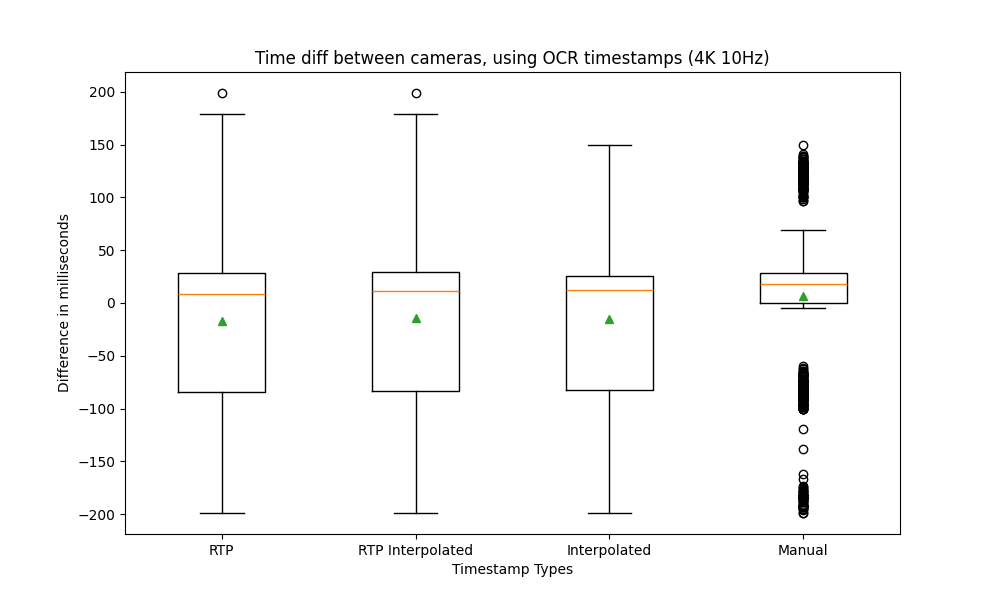 Time diff between cameras, using OCR timestamps (4K 10Hz)
200
150
100
50
0
−50
−100
−150
−200
Difference in milliseconds
RTP
RTP Interpolated
Interpolated
Manual
Timestamp Types